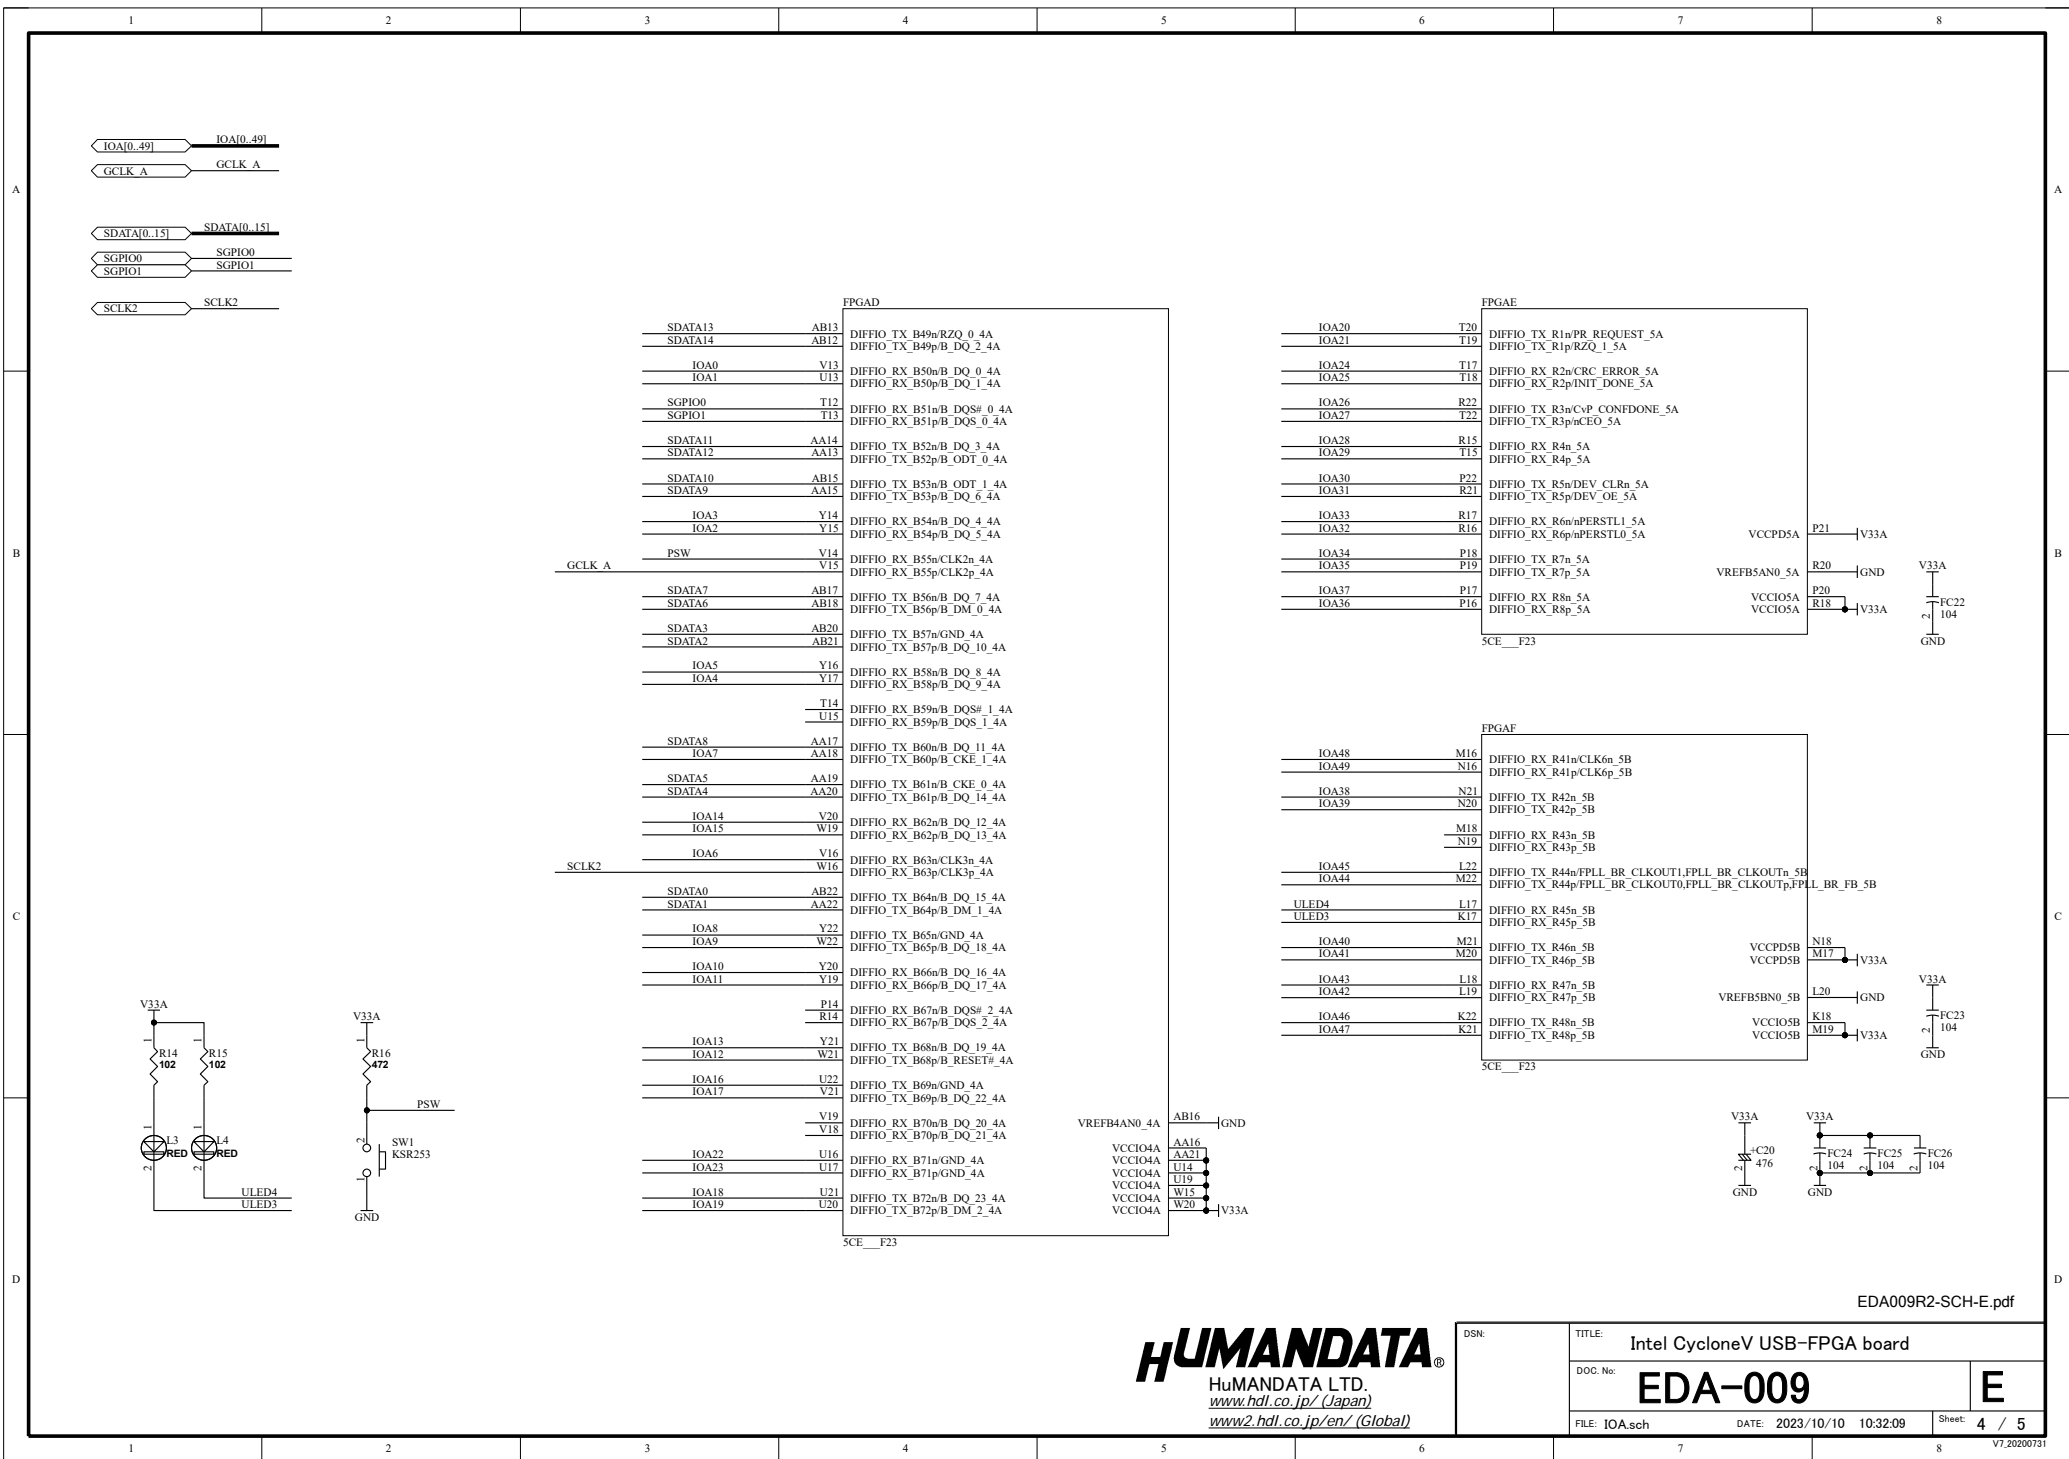 1 2 3 4 5 6 7 8
A A
B B
C C
D D
IOA[0..49] IOA[0..49]
GCLK_A GCLK_A
SDATA[0..15] SDATA[0..15]
SGPIO0 SGPIO0
SGPIO1 SGPIO1
SCLK2 SCLK2
FPGAD
SDATA13 AB13 DIFFIO_TX_B49n/RZQ_0_4A
SDATA14 AB12 DIFFIO_TX_B49p/B_DQ_2_4A
IOA0 V13 DIFFIO_RX_B50n/B_DQ_0_4A
IOA1 U13 DIFFIO_RX_B50p/B_DQ_1_4A
SGPIO0 T12 DIFFIO_RX_B51n/B_DQS#_0_4A
SGPIO1 T13 DIFFIO_RX_B51p/B_DQS_0_4A
SDATA11 AA14 DIFFIO_TX_B52n/B_DQ_3_4A
SDATA12 AA13 DIFFIO_TX_B52p/B_ODT_0_4A
SDATA10 AB15 DIFFIO_TX_B53n/B_ODT_1_4A
SDATA9 AA15 DIFFIO_TX_B53p/B_DQ_6_4A
IOA3 Y14 DIFFIO_RX_B54n/B_DQ_4_4A
IOA2 Y15 DIFFIO_RX_B54p/B_DQ_5_4A
PSW V14 DIFFIO_RX_B55n/CLK2n_4A
GCLK_A V15 DIFFIO_RX_B55p/CLK2p_4A
SDATA7 AB17 DIFFIO_TX_B56n/B_DQ_7_4A
SDATA6 AB18 DIFFIO_TX_B56p/B_DM_0_4A
SDATA3 AB20 DIFFIO_TX_B57n/GND_4A
SDATA2 AB21 DIFFIO_TX_B57p/B_DQ_10_4A
IOA5 Y16 DIFFIO_RX_B58n/B_DQ_8_4A
IOA4 Y17 DIFFIO_RX_B58p/B_DQ_9_4A
T14 DIFFIO_RX_B59n/B_DQS#_1_4A
U15 DIFFIO_RX_B59p/B_DQS_1_4A
SDATA8 AA17 DIFFIO_TX_B60n/B_DQ_11_4A
IOA7 AA18 DIFFIO_TX_B60p/B_CKE_1_4A
SDATA5 AA19 DIFFIO_TX_B61n/B_CKE_0_4A
SDATA4 AA20 DIFFIO_TX_B61p/B_DQ_14_4A
IOA14 V20 DIFFIO_RX_B62n/B_DQ_12_4A
IOA15 W19 DIFFIO_RX_B62p/B_DQ_13_4A
IOA6 V16 DIFFIO_RX_B63n/CLK3n_4A
SCLK2 W16 DIFFIO_RX_B63p/CLK3p_4A
SDATA0 AB22 DIFFIO_TX_B64n/B_DQ_15_4A
SDATA1 AA22 DIFFIO_TX_B64p/B_DM_1_4A
IOA8 Y22 DIFFIO_TX_B65n/GND_4A
IOA9 W22 DIFFIO_TX_B65p/B_DQ_18_4A
IOA10 Y20 DIFFIO_RX_B66n/B_DQ_16_4A
IOA11 Y19 DIFFIO_RX_B66p/B_DQ_17_4A
P14 DIFFIO_RX_B67n/B_DQS#_2_4A
R14 DIFFIO_RX_B67p/B_DQS_2_4A
IOA13 Y21 DIFFIO_TX_B68n/B_DQ_19_4A
IOA12 W21 DIFFIO_TX_B68p/B_RESET#_4A
IOA16 U22 DIFFIO_TX_B69n/GND_4A
IOA17 V21 DIFFIO_TX_B69p/B_DQ_22_4A
V19 DIFFIO_RX_B70n/B_DQ_20_4A
V18 DIFFIO_RX_B70p/B_DQ_21_4A
IOA22 U16 DIFFIO_RX_B71n/GND_4A
IOA23 U17 DIFFIO_RX_B71p/GND_4A
IOA18 U21 DIFFIO_TX_B72n/B_DQ_23_4A
IOA19 U20 DIFFIO_TX_B72p/B_DM_2_4A
VREFB4AN0_4A AB16 GND
VCCIO4A AA16
VCCIO4A AA21
VCCIO4A U14
VCCIO4A U19
VCCIO4A W15
VCCIO4A W20 V33A
5CE___F23
FPGAE
IOA20 T20 DIFFIO_TX_R1n/PR_REQUEST_5A
IOA21 T19 DIFFIO_TX_R1p/RZQ_1_5A
IOA24 T17 DIFFIO_RX_R2n/CRC_ERROR_5A
IOA25 T18 DIFFIO_RX_R2p/INIT_DONE_5A
IOA26 R22 DIFFIO_TX_R3n/CvP_CONFDONE_5A
IOA27 T22 DIFFIO_TX_R3p/nCEO_5A
IOA28 R15 DIFFIO_RX_R4n_5A
IOA29 T15 DIFFIO_RX_R4p_5A
IOA30 P22 DIFFIO_TX_R5n/DEV_CLRn_5A
IOA31 R21 DIFFIO_TX_R5p/DEV_OE_5A
IOA33 R17 DIFFIO_RX_R6n/nPERSTL1_5A
IOA32 R16 DIFFIO_RX_R6p/nPERSTL0_5A
IOA34 P18 DIFFIO_TX_R7n_5A
IOA35 P19 DIFFIO_TX_R7p_5A
IOA37 P17 DIFFIO_RX_R8n_5A
IOA36 P16 DIFFIO_RX_R8p_5A
VCCPD5A P21 V33A
VREFB5AN0_5A R20 GND
VCCIO5A P20
VCCIO5A R18 V33A
5CE___F23
V33A
2
FC22
104
GND
FPGAF
IOA48 M16 DIFFIO_RX_R41n/CLK6n_5B
IOA49 N16 DIFFIO_RX_R41p/CLK6p_5B
IOA38 N21 DIFFIO_TX_R42n_5B
IOA39 N20 DIFFIO_TX_R42p_5B
M18 DIFFIO_RX_R43n_5B
N19 DIFFIO_RX_R43p_5B
IOA45 L22 DIFFIO_TX_R44n/FPLL_BR_CLKOUT1,FPLL_BR_CLKOUTn_5B
IOA44 M22 DIFFIO_TX_R44p/FPLL_BR_CLKOUT0,FPLL_BR_CLKOUTp,FPLL_BR_FB_5B
ULED4 L17 DIFFIO_RX_R45n_5B
ULED3 K17 DIFFIO_RX_R45p_5B
IOA40 M21 DIFFIO_TX_R46n_5B
IOA41 M20 DIFFIO_TX_R46p_5B
IOA43 L18 DIFFIO_RX_R47n_5B
IOA42 L19 DIFFIO_RX_R47p_5B
IOA46 K22 DIFFIO_TX_R48n_5B
IOA47 K21 DIFFIO_TX_R48p_5B
VCCPD5B N18
VCCPD5B M17 V33A
VREFB5BN0_5B L20 GND
VCCIO5B K18
VCCIO5B M19 V33A
5CE___F23
V33A
2
FC23
104
GND
V33A V33A
+C20 476 FC24 104 FC25 104 FC26 104
2 2 2 2
GND GND
V33A
1 1
R14 102 R15 102
1 1
L3 RED L4 RED
2 2
ULED4
ULED3
V33A
1
R16
472
PSW
2
SW1
KSR253
1
GND
EDA009R2-SCH-E.pdf
HUMANDATA®
HuMANDATA LTD.
www.hdl.co.jp/ (Japan)
www2.hdl.co.jp/en/ (Global)
DSN:
TITLE: Intel CycloneV USB-FPGA board
DOC. No: EDA-009 E
FILE: IOA.sch DATE: 2023/10/10 10:32:09 Sheet: 4 / 5
V7_20200731
1 2 3 4 5 6 7 8